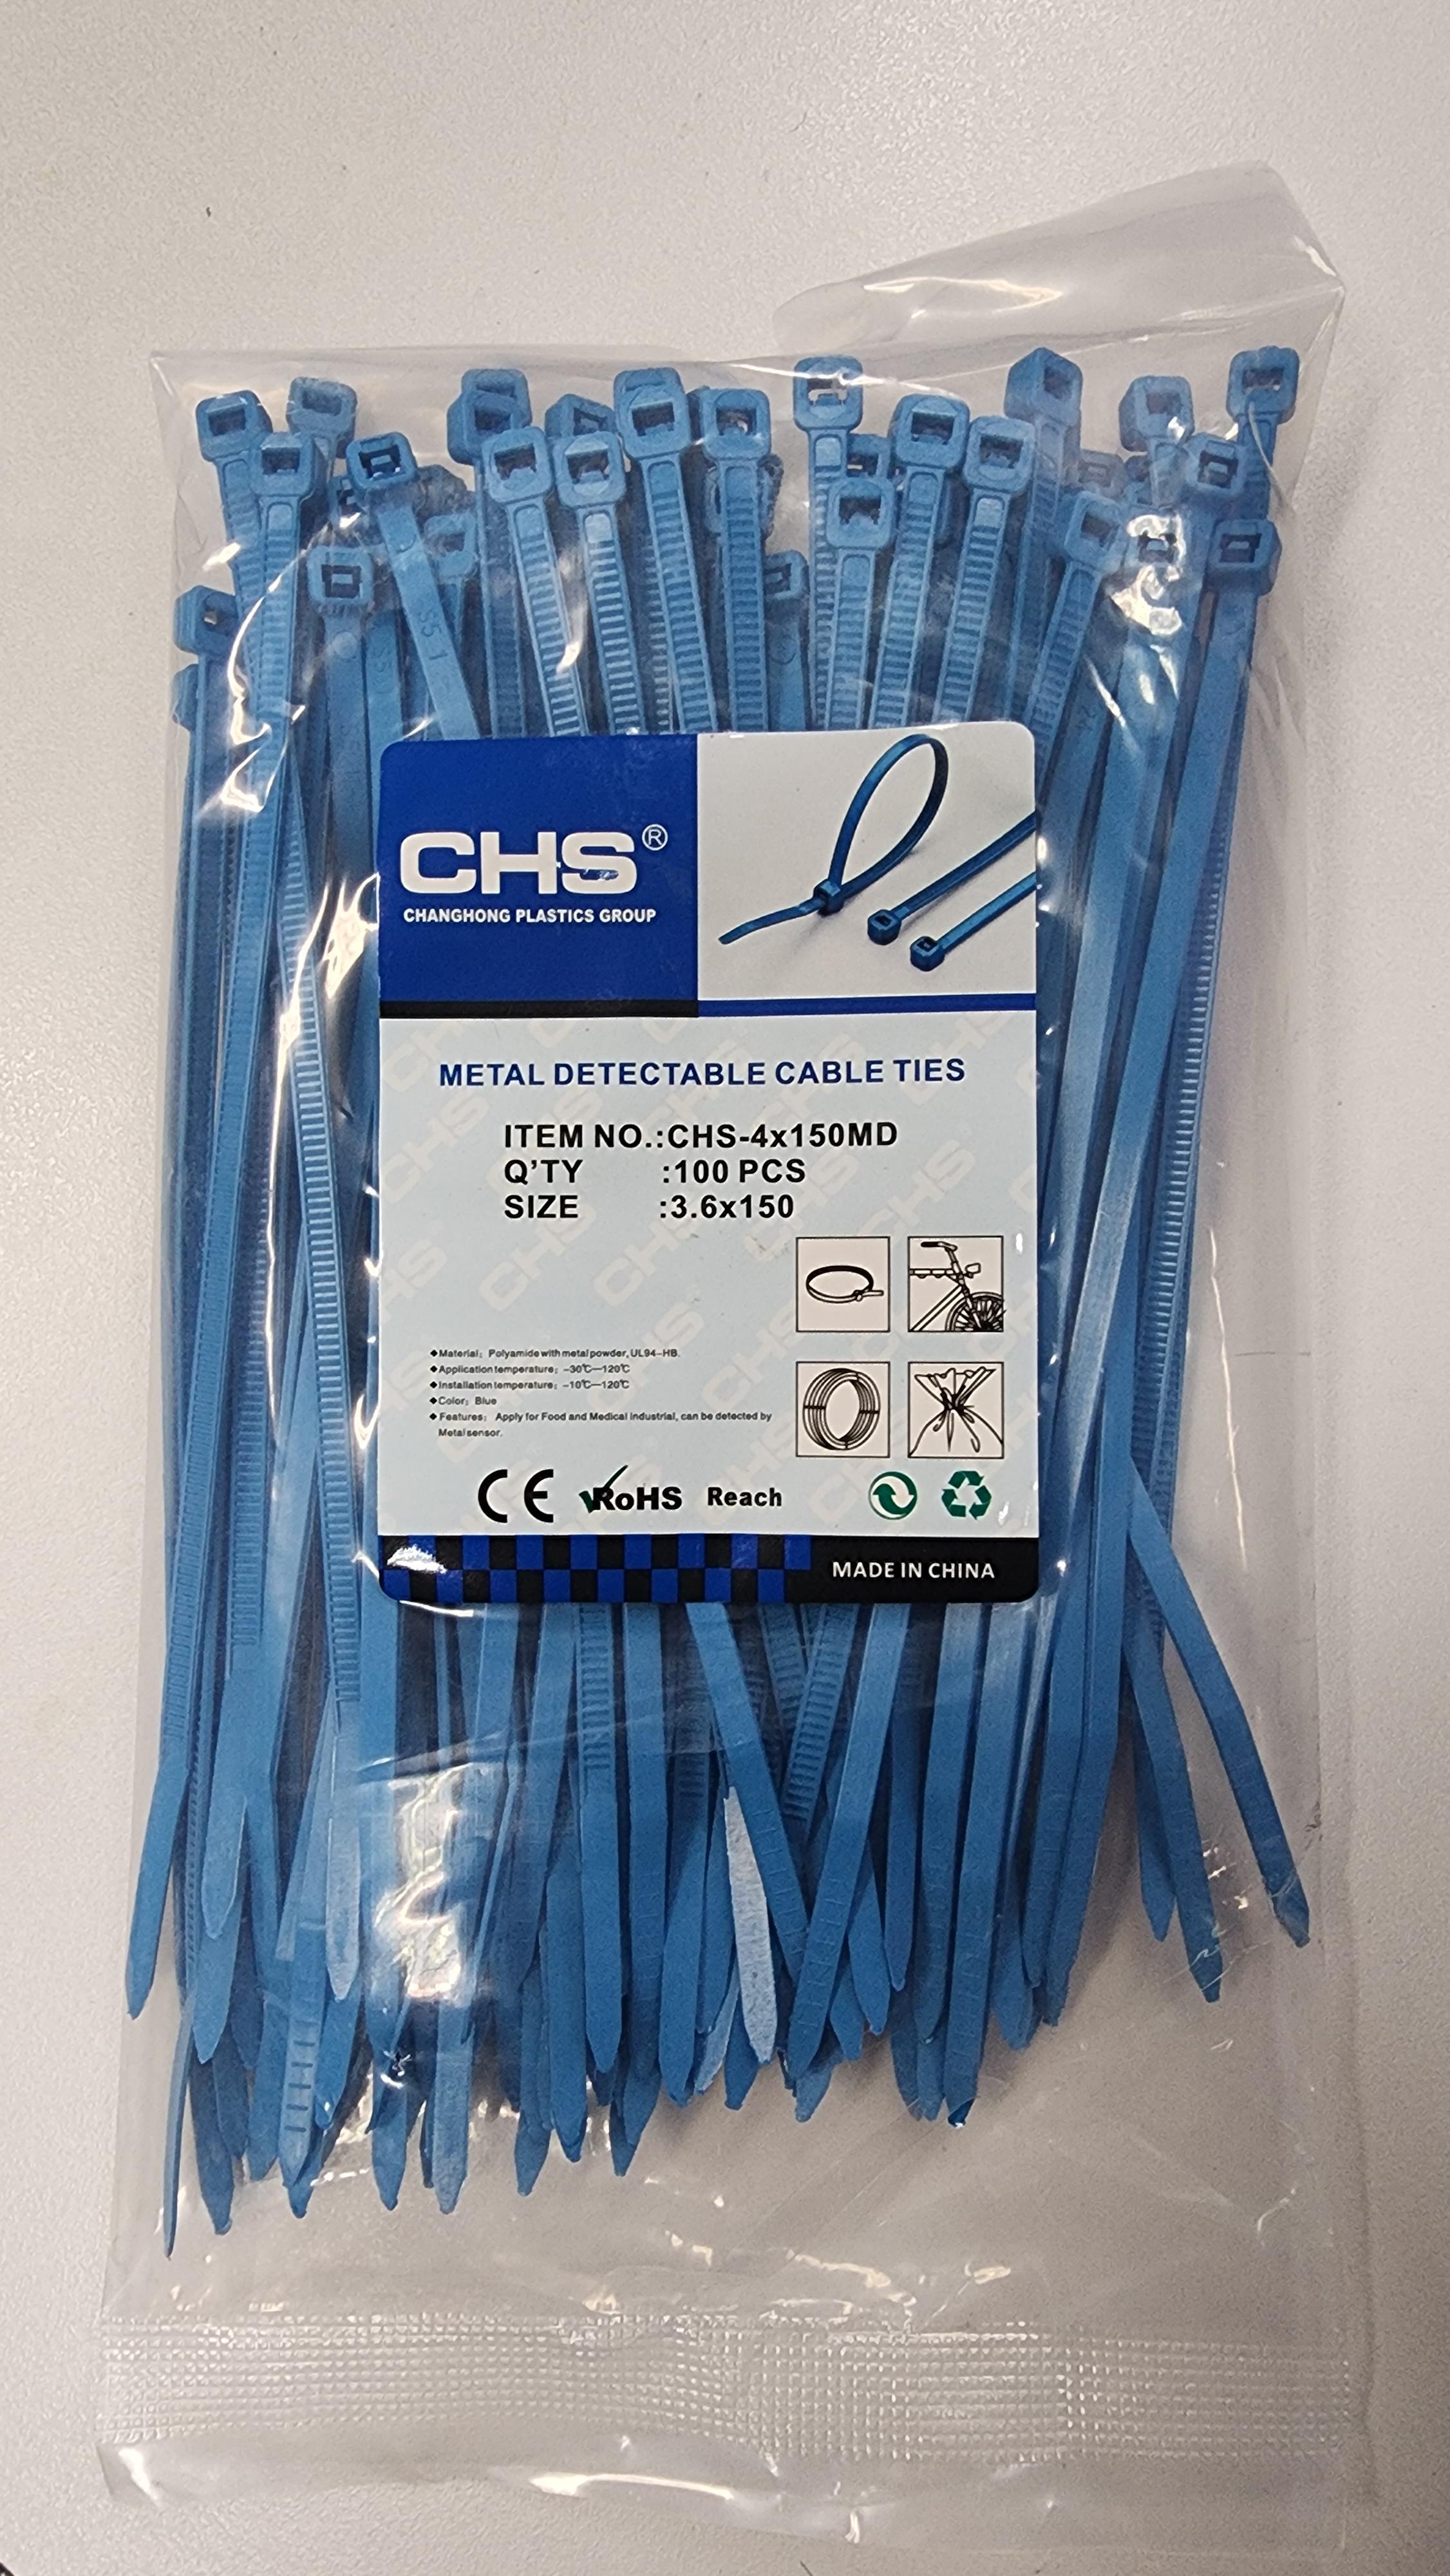 CHS®
CHANGHONG PLASTICS GROUP
METAL DETECTABLE CABLE TIES
ITEM NO.:CHS-4x150MD
Q'TY :100 PCS
SIZE :3.6x150
◆Material: Polyamide with metal powder, UL94-HB.
◆Application temperature: -30℃—120℃
◆Installation temperature: -10℃—120℃
◆Color: Blue
◆Features: Apply for Food and Medical industrial, can be detected by
Metal sensor.
CE RoHS Reach
MADE IN CHINA